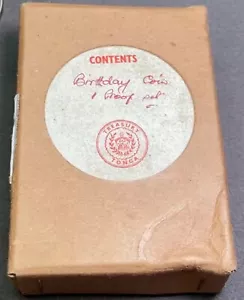 CONTENTS
Birthday Coin
1 Proof set
TREASURY
TONGA